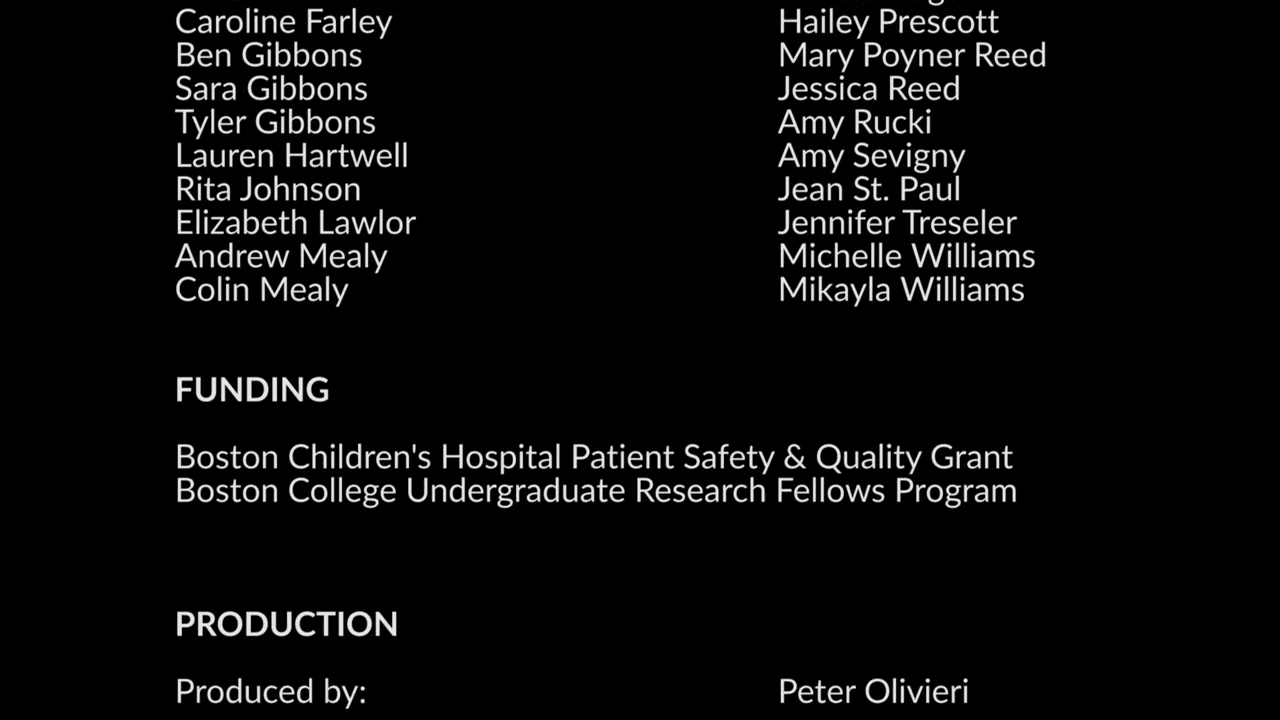 Caroline Farley
Ben Gibbons
Sara Gibbons
Tyler Gibbons
Lauren Hartwell
Rita Johnson
Elizabeth Lawlor
Andrew Mealy
Colin Mealy
Hailey Prescott
Mary Poyner Reed
Jessica Reed
Amy Rucki
Amy Sevigny
Jean St. Paul
Jennifer Treseler
Michelle Williams
Mikayla Williams
FUNDING
Boston Children's Hospital Patient Safety & Quality Grant
Boston College Undergraduate Research Fellows Program
PRODUCTION
Produced by: Peter Olivieri